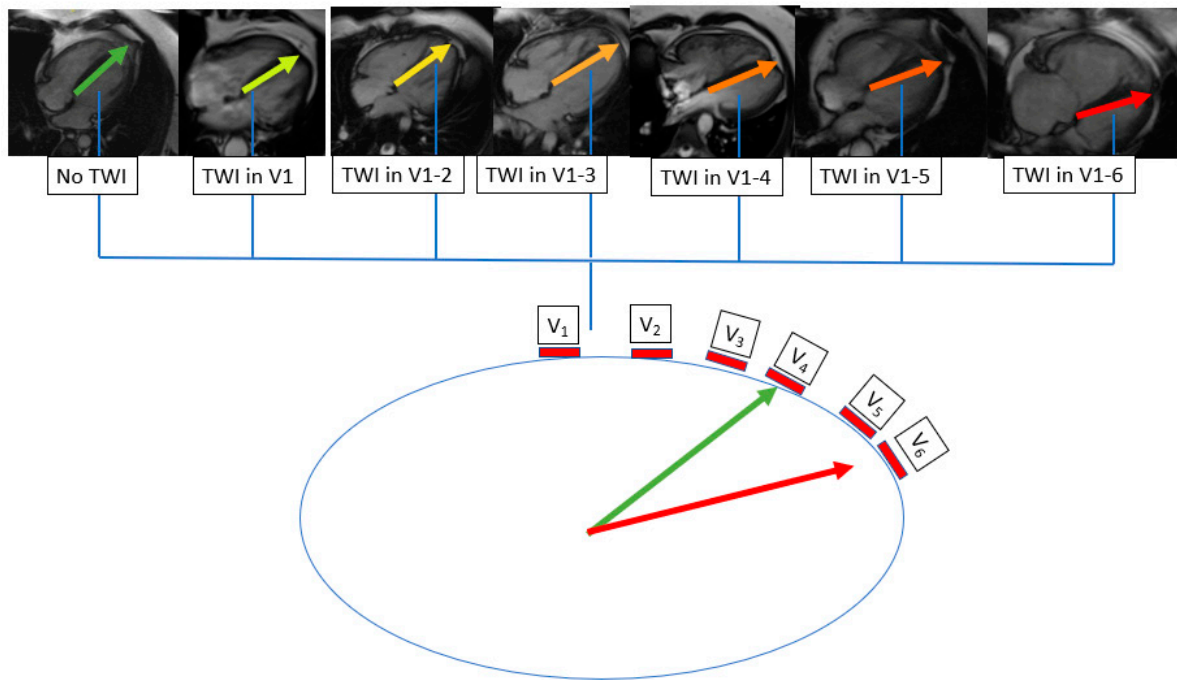 No TWI
TWI in V1
TWI in V1-2
TWI in V1-3
TWI in V1-4
TWI in V1-5
TWI in V1-6
V₁
V₂
V₃
V₄
V₅
V₆